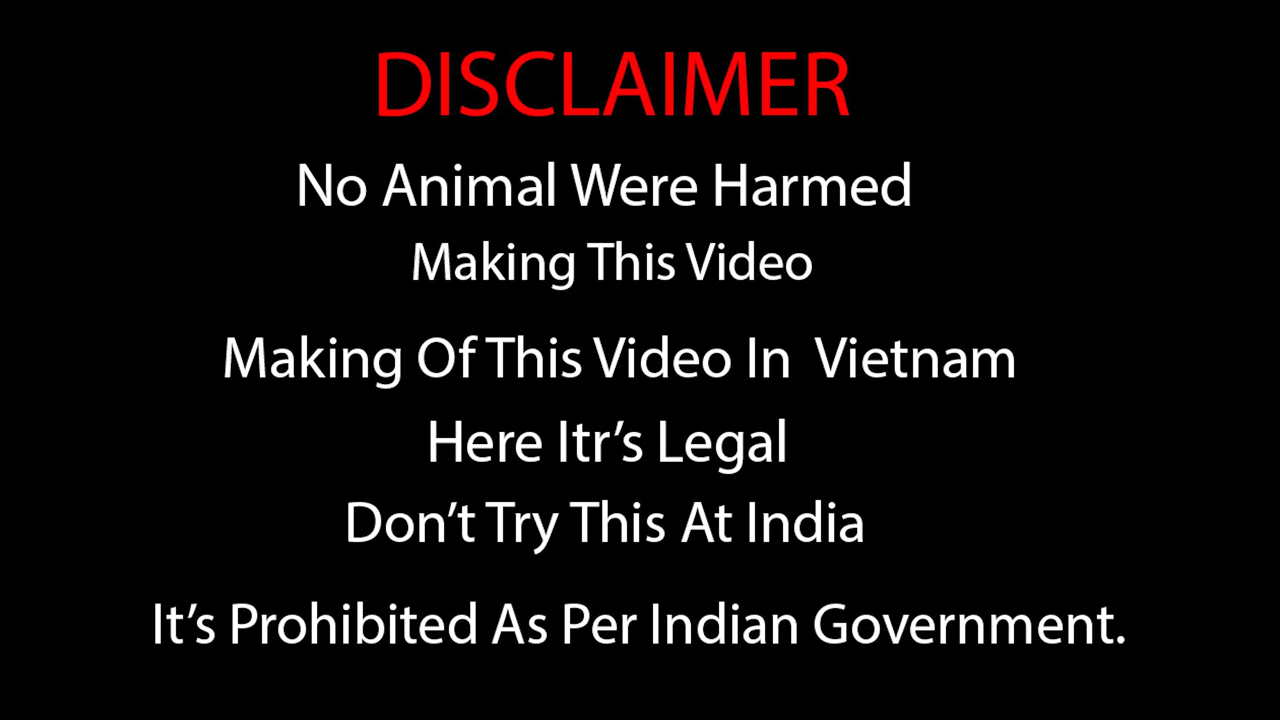 DISCLAIMER
No Animal Were Harmed
Making This Video
Making Of This Video In Vietnam
Here Itr’s Legal
Don’t Try This At India
It’s Prohibited As Per Indian Government.